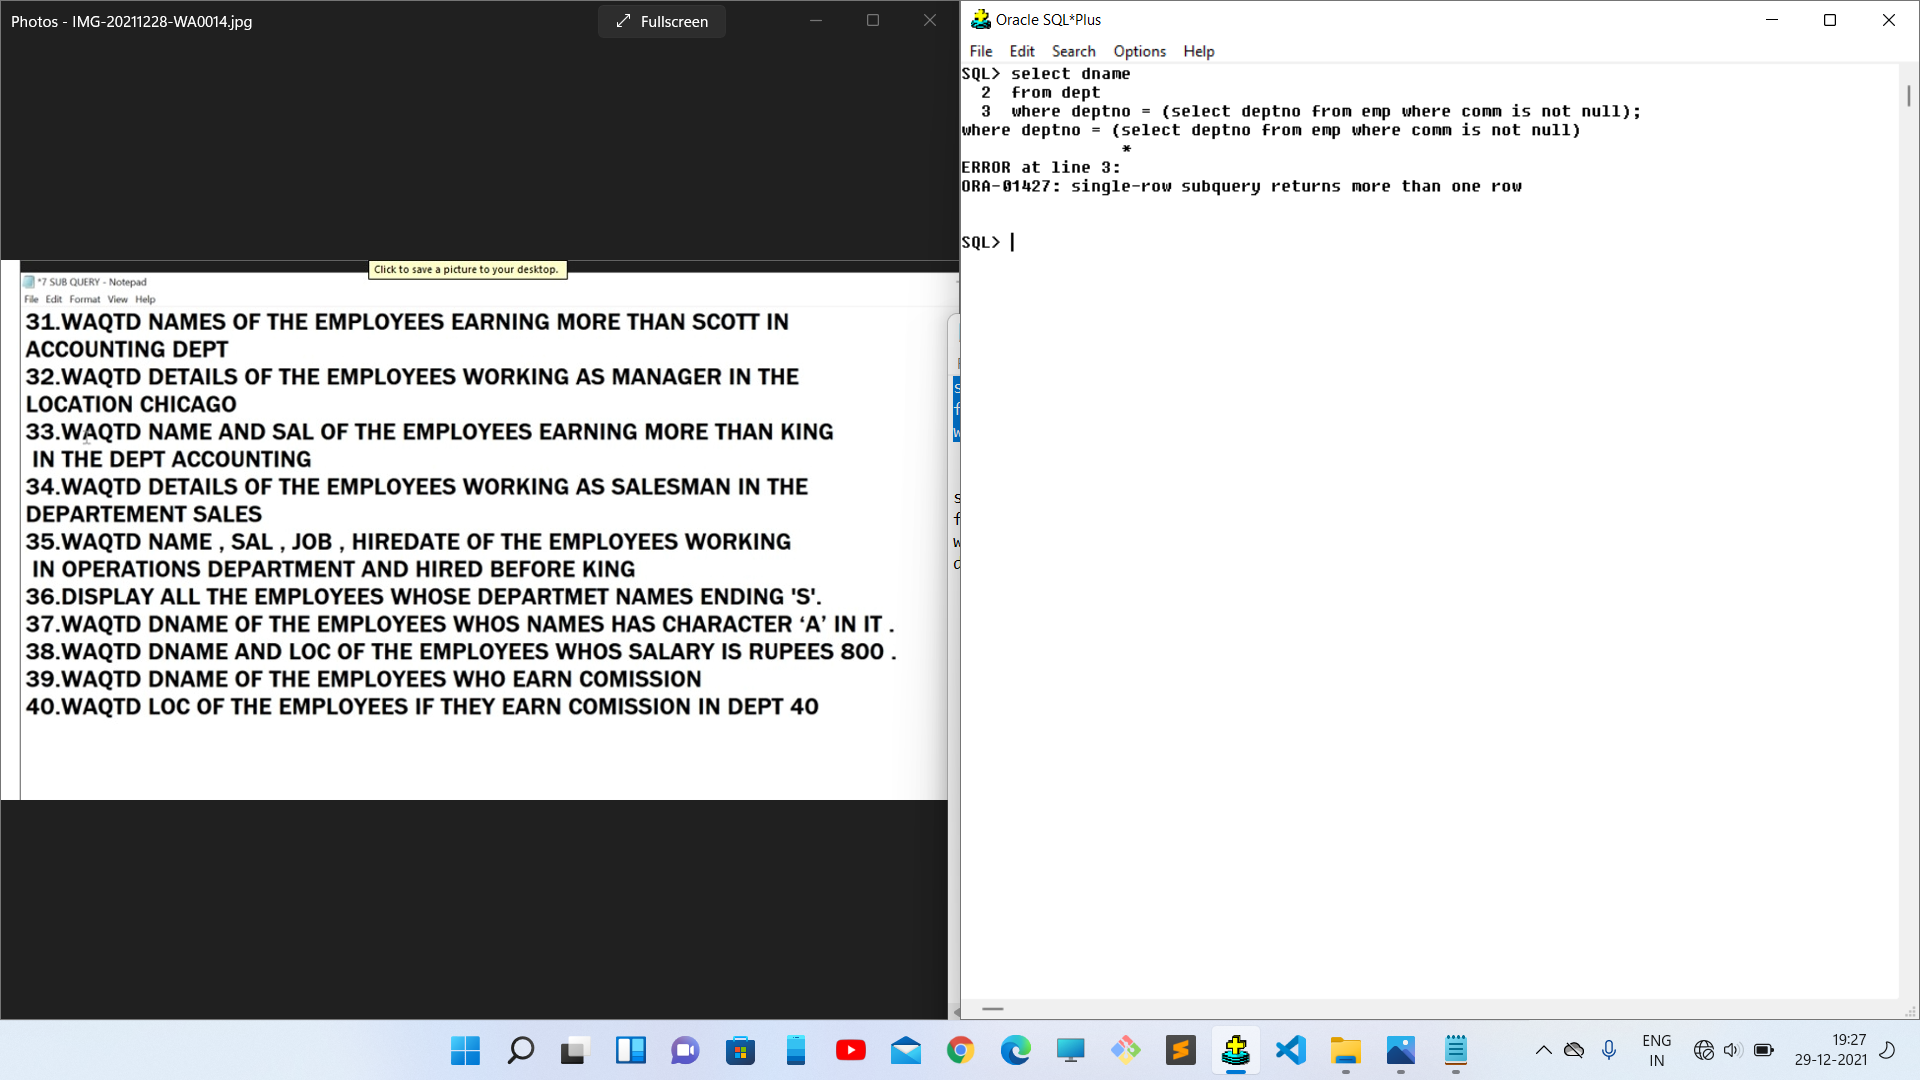 Photos - IMG-20211228-WA0014.jpg
Fullscreen
Click to save a picture to your desktop.
*7 SUB QUERY - Notepad
File Edit Format View Help
31.WAQTD NAMES OF THE EMPLOYEES EARNING MORE THAN SCOTT IN
ACCOUNTING DEPT
32.WAQTD DETAILS OF THE EMPLOYEES WORKING AS MANAGER IN THE
LOCATION CHICAGO
33.WAQTD NAME AND SAL OF THE EMPLOYEES EARNING MORE THAN KING
IN THE DEPT ACCOUNTING
34.WAQTD DETAILS OF THE EMPLOYEES WORKING AS SALESMAN IN THE
DEPARTEMENT SALES
35.WAQTD NAME , SAL , JOB , HIREDATE OF THE EMPLOYEES WORKING
IN OPERATIONS DEPARTMENT AND HIRED BEFORE KING
36.DISPLAY ALL THE EMPLOYEES WHOSE DEPARTMET NAMES ENDING 'S'.
37.WAQTD DNAME OF THE EMPLOYEES WHOS NAMES HAS CHARACTER ‘A’ IN IT .
38.WAQTD DNAME AND LOC OF THE EMPLOYEES WHOS SALARY IS RUPEES 800 .
39.WAQTD DNAME OF THE EMPLOYEES WHO EARN COMISSION
40.WAQTD LOC OF THE EMPLOYEES IF THEY EARN COMISSION IN DEPT 40
Oracle SQL*Plus
File Edit Search Options Help
SQL> select dname
2 from dept
3 where deptno = (select deptno from emp where comm is not null);
where deptno = (select deptno from emp where comm is not null)
*
ERROR at line 3:
ORA-01427: single-row subquery returns more than one row
SQL>
ENG
IN
19:27
29-12-2021